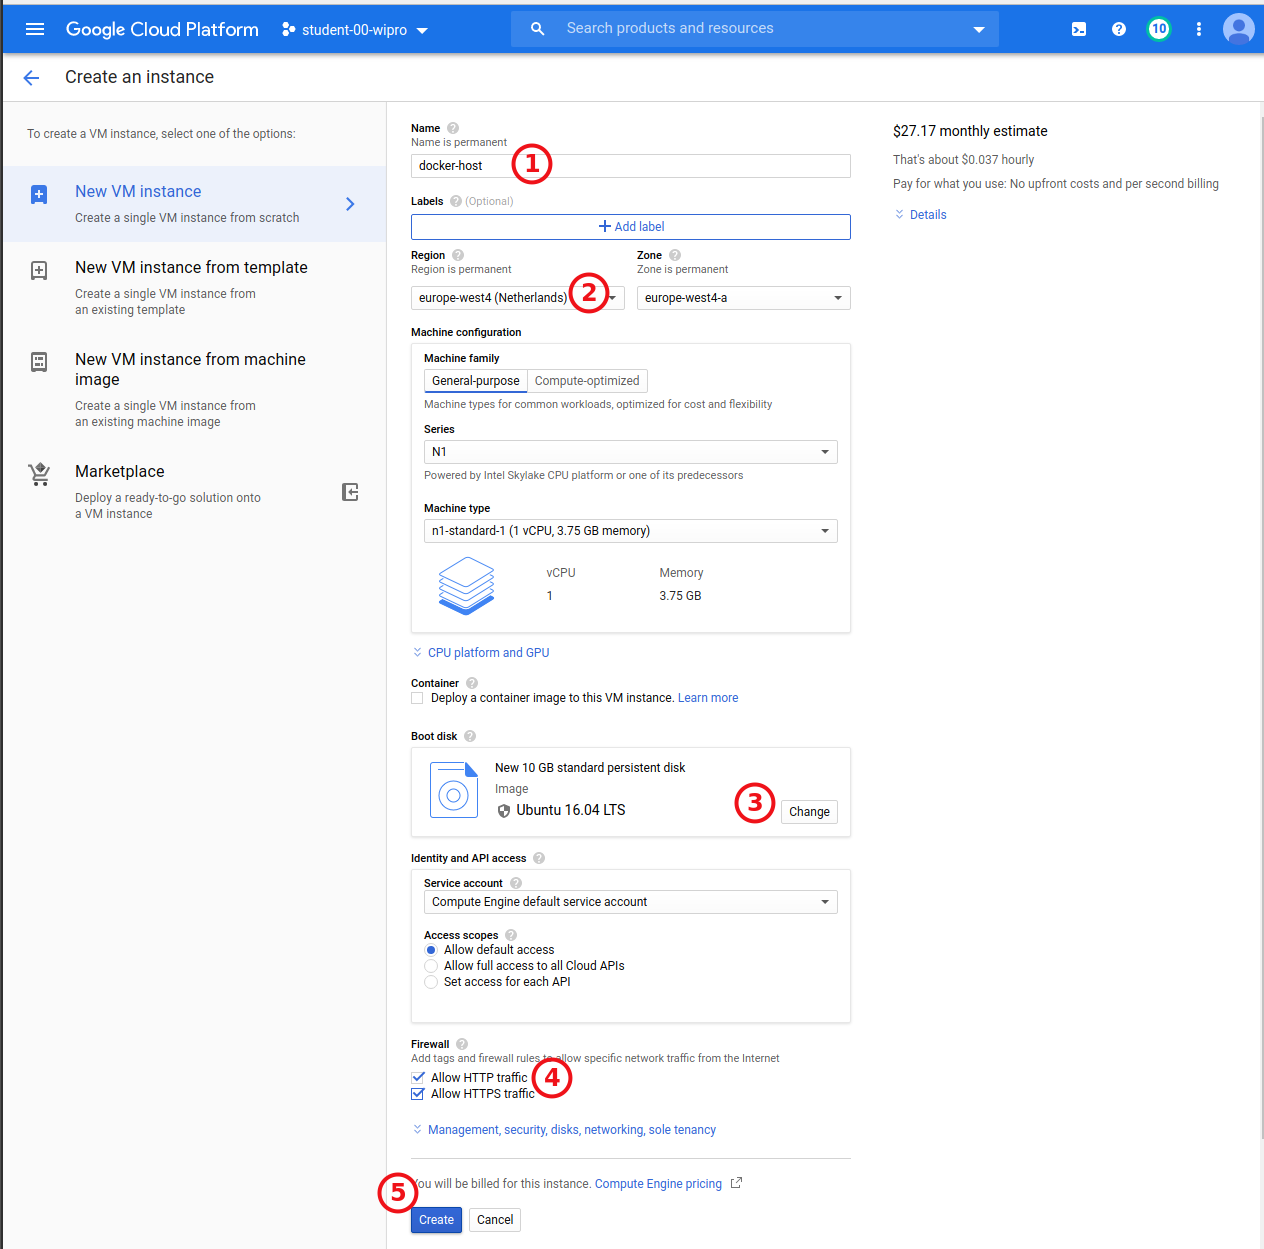 Google Cloud Platform
student-00-wipro
Search products and resources
10
Create an instance
To create a VM instance, select one of the options:
New VM instance
Create a single VM instance from scratch
New VM instance from template
Create a single VM instance from
an existing template
New VM instance from machine
image
Create a single VM instance from
an existing machine image
Marketplace
Deploy a ready-to-go solution onto
a VM instance
Name
Name is permanent
docker-host
1
Labels (Optional)
Add label
Region
Region is permanent
europe-west4 (Netherlands)
2
Zone
Zone is permanent
europe-west4-a
Machine configuration
Machine family
General-purpose
Compute-optimized
Machine types for common workloads, optimized for cost and flexibility
Series
N1
Powered by Intel Skylake CPU platform or one of its predecessors
Machine type
n1-standard-1 (1 vCPU, 3.75 GB memory)
vCPU
1
Memory
3.75 GB
CPU platform and GPU
Container
Deploy a container image to this VM instance. Learn more
Boot disk
New 10 GB standard persistent disk
Image
Ubuntu 16.04 LTS
3
Change
Identity and API access
Service account
Compute Engine default service account
Access scopes
Allow default access
Allow full access to all Cloud APIs
Set access for each API
Firewall
Add tags and firewall rules to allow specific network traffic from the Internet
Allow HTTP traffic
4
Allow HTTPS traffic
Management, security, disks, networking, sole tenancy
5
You will be billed for this instance. Compute Engine pricing
Create
Cancel
$27.17 monthly estimate
That's about $0.037 hourly
Pay for what you use: No upfront costs and per second billing
Details